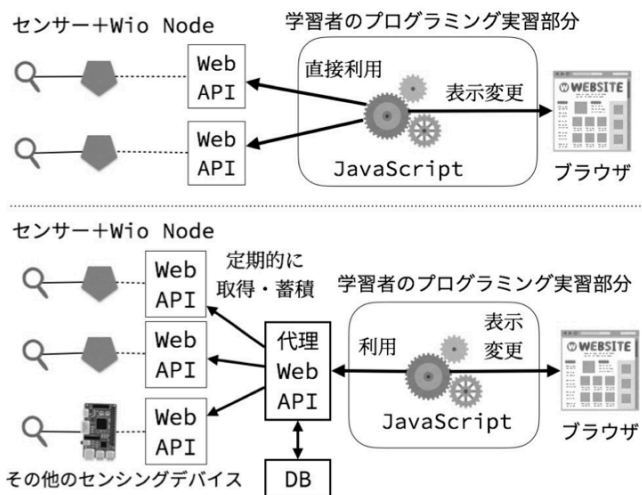 センサー＋Wio Node
学習者のプログラミング実習部分
Web
API
直接利用
表示変更
WEBSITE
Web
API
JavaScript
ブラウザ
センサー＋Wio Node
定期的に
取得・蓄積
学習者のプログラミング実習部分
Web
API
Web
API
代理
Web
API
利用
表示
変更
WEBSITE
JavaScript
Web
API
ブラウザ
その他のセンシングデバイス
DB